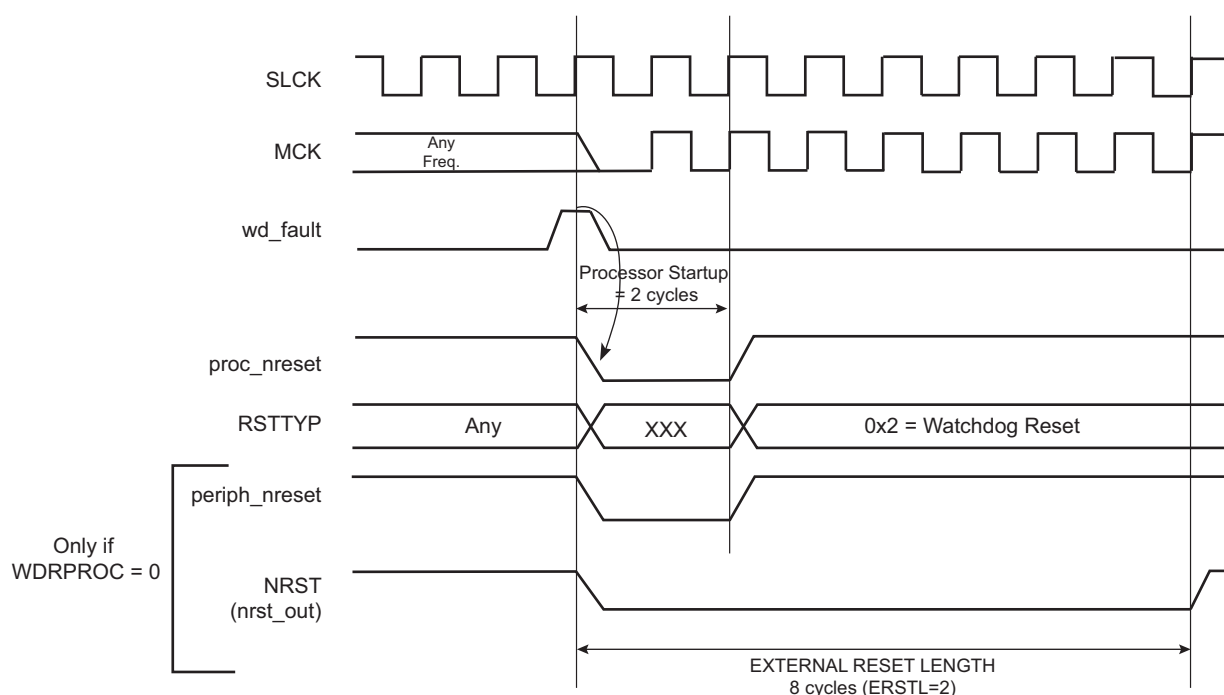 SLCK
MCK
Any
Freq.
wd_fault
Processor Startup
= 2 cycles
proc_nreset
RSTTYP
Any
XXX
0x2 = Watchdog Reset
periph_nreset
Only if
WDRPROC = 0
NRST
(nrst_out)
EXTERNAL RESET LENGTH
8 cycles (ERSTL=2)